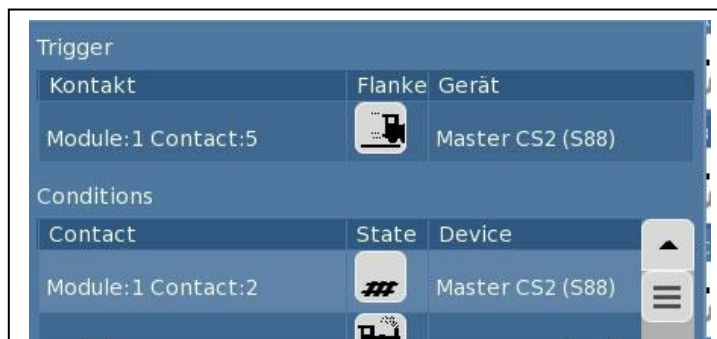 Trigger
Kontakt Flanke Gerät
Module:1 Contact:5 Master CS2 (S88)
Conditions
Contact State Device
Module:1 Contact:2 Master CS2 (S88)